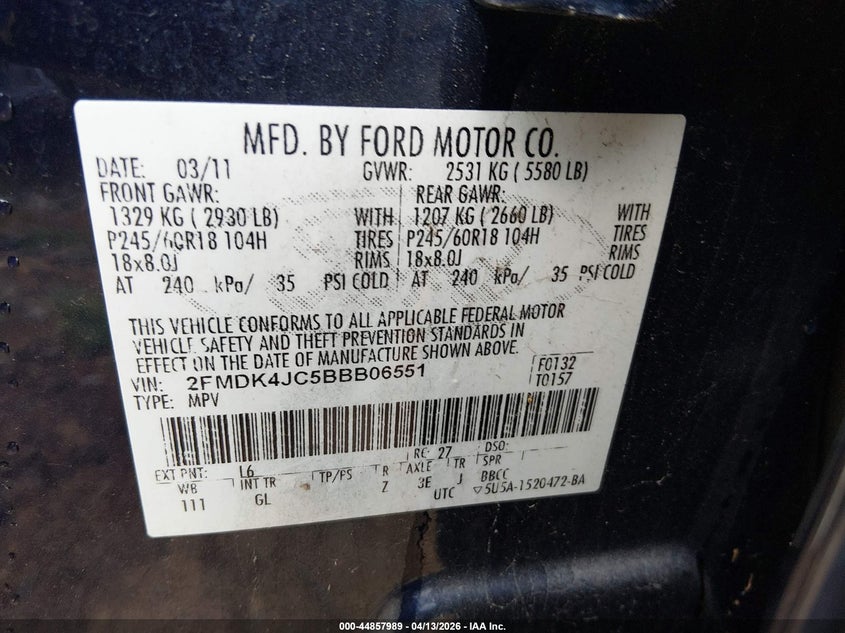 MFD. BY FORD MOTOR CO.
DATE: 03/11 GVWR: 2531 KG ( 5580 LB)
FRONT GAWR: REAR GAWR:
1329 KG ( 2930 LB) WITH 1207 KG ( 2660 LB) WITH
P245/60R18 104H TIRES P245/60R18 104H TIRES
18x8.0J RIMS 18x8.0J RIMS
AT 240 kPa/ 35 PSI COLD AT 240 kPa/ 35 PSI COLD
THIS VEHICLE CONFORMS TO ALL APPLICABLE FEDERAL MOTOR
VEHICLE SAFETY AND THEFT PREVENTION STANDARDS IN
EFFECT ON THE DATE OF MANUFACTURE SHOWN ABOVE.
VIN: 2FMDK4JC5BBB06551 F0132
TYPE: MPV T0157
EXT PNT: L6 RC: 27 DSO:
WB INT TR TP/PS R AXLE TR SPR
111 GL Z 3E J BBCC
UTC ▽5U5A-1520472-BA
000-44857989 | 04/13/2026 - IAA Inc.